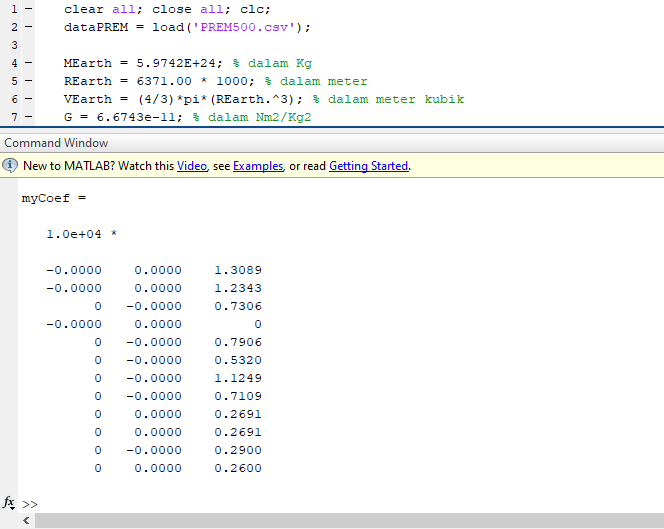 1 – clear all; close all; clc;
2 – dataPREM = load('PREM500.csv');
3
4 – MEarth = 5.9742E+24; % dalam Kg
5 – REarth = 6371.00 * 1000; % dalam meter
6 – VEarth = (4/3)*pi*(REarth.^3); % dalam meter kubik
7 – G = 6.6743e-11; % dalam Nm2/Kg2
Command Window
New to MATLAB? Watch this Video, see Examples, or read Getting Started.
myCoef =
1.0e+04 *
-0.0000 0.0000 1.3089
-0.0000 0.0000 1.2343
0 -0.0000 0.7306
-0.0000 0.0000 0
0 -0.0000 0.7906
0 -0.0000 0.5320
0 -0.0000 1.1249
0 -0.0000 0.7109
0 0.0000 0.2691
0 0.0000 0.2691
0 -0.0000 0.2900
0 0.0000 0.2600
fx >>